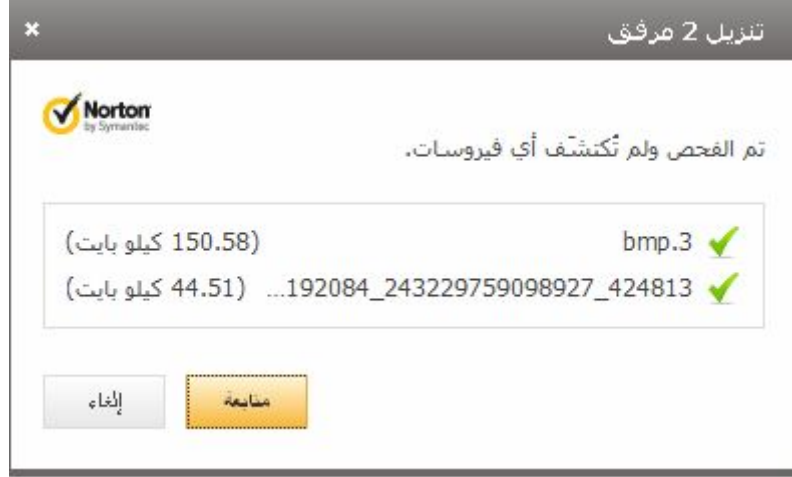 تنزيل 2 مرفق
Norton
by Symantec
تم الفحص ولم تُكتشَف أي فيروسات.
bmp.3 (150.58 كيلو بايت)
424813_243229759098927_192084... (44.51 كيلو بايت)
متابعة
إلغاء